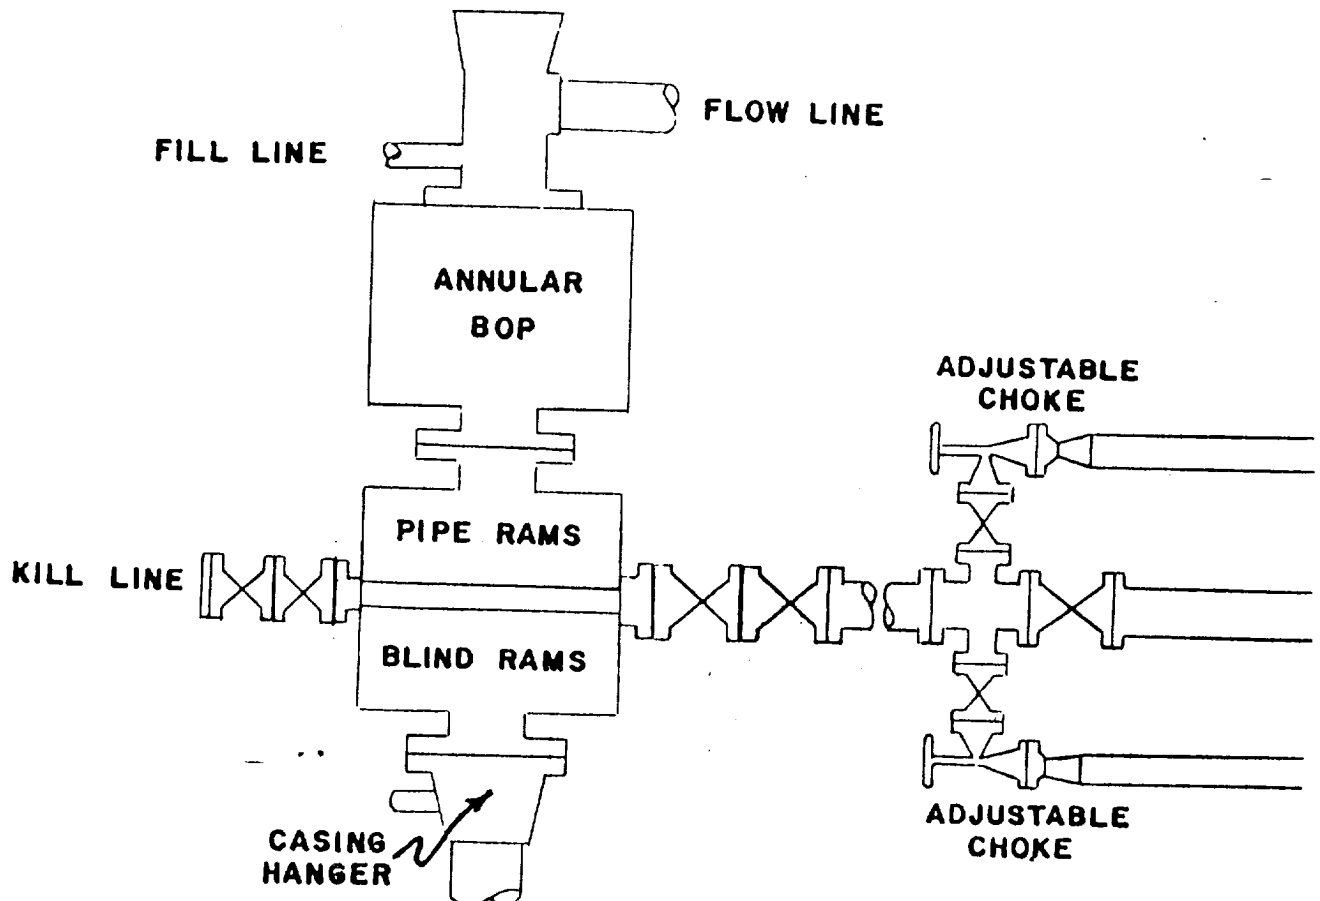 FLOW LINE
FILL LINE
ANNULAR
BOP
ADJUSTABLE
CHOKE
PIPE RAMS
KILL LINE
BLIND RAMS
ADJUSTABLE
CHOKE
CASING
HANGER